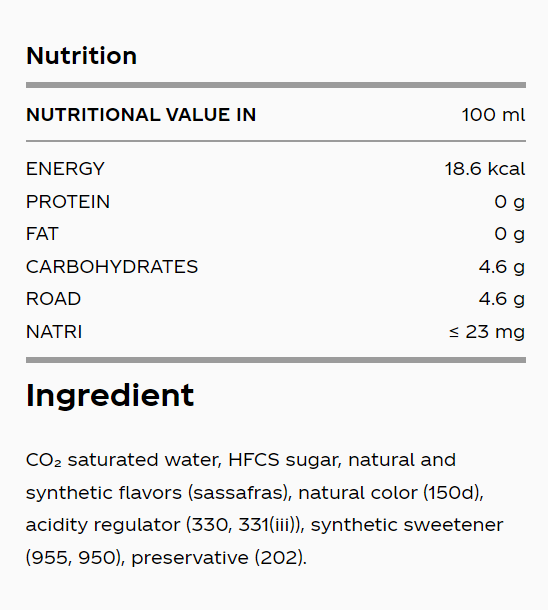 Nutrition
NUTRITIONAL VALUE IN 100 ml
ENERGY 18.6 kcal
PROTEIN 0 g
FAT 0 g
CARBOHYDRATES 4.6 g
ROAD 4.6 g
NATRI ≤ 23 mg
Ingredient
CO₂ saturated water, HFCS sugar, natural and
synthetic flavors (sassafras), natural color (150d),
acidity regulator (330, 331(iii)), synthetic sweetener
(955, 950), preservative (202).